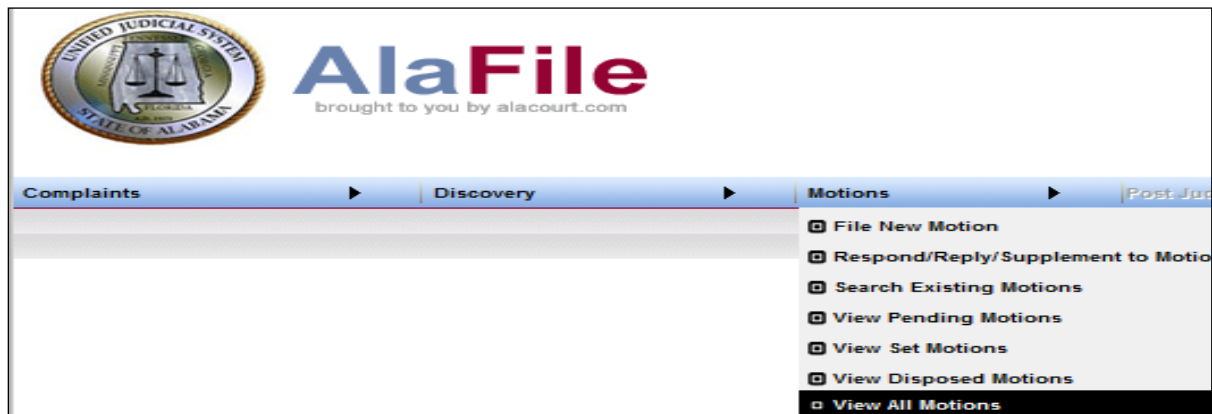 UNIFIED JUDICIAL SYSTEM
STATE OF ALABAMA
AlaFile
brought to you by alacourt.com
Complaints Discovery Motions Post Jud
File New Motion
Respond/Reply/Supplement to Motio
Search Existing Motions
View Pending Motions
View Set Motions
View Disposed Motions
View All Motions